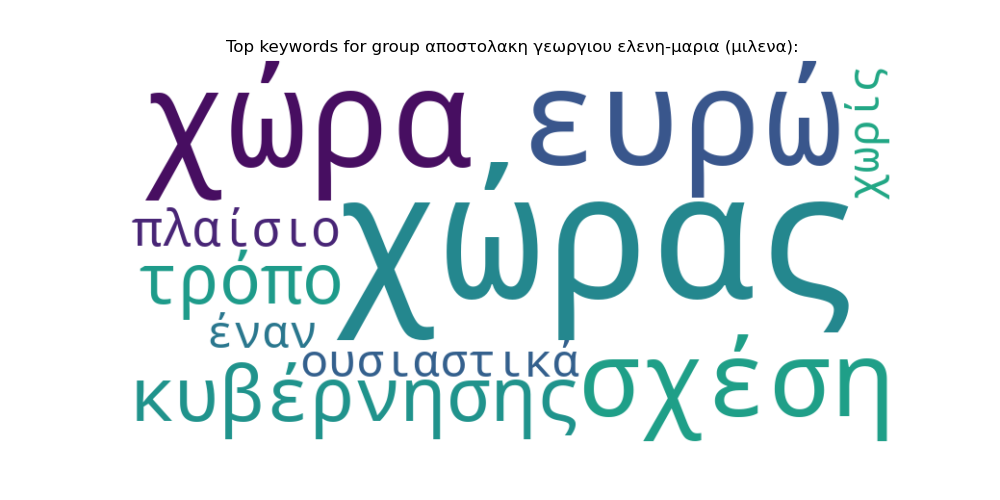 Top keywords for group αποστολακη γεωργιου ελενη-μαρια (μιλενα):
χώρα ευρώ
χωρίς
χώρας
πλαίσιο
τρόπο
έναν
ουσιαστικά
κυβέρνησης
σχέση